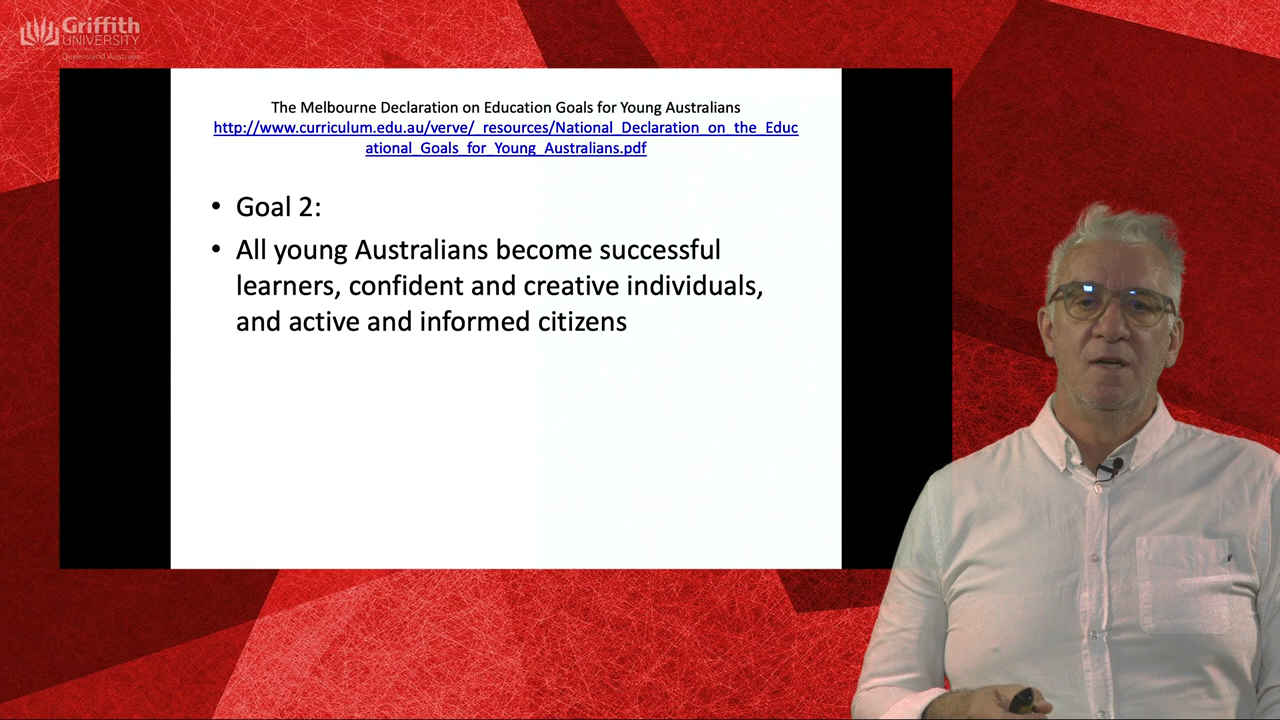 Griffith
UNIVERSITY
Queensland, Australia
The Melbourne Declaration on Education Goals for Young Australians
http://www.curriculum.edu.au/verve/_resources/National_Declaration_on_the_Educ
ational_Goals_for_Young_Australians.pdf
• Goal 2:
• All young Australians become successful
learners, confident and creative individuals,
and active and informed citizens